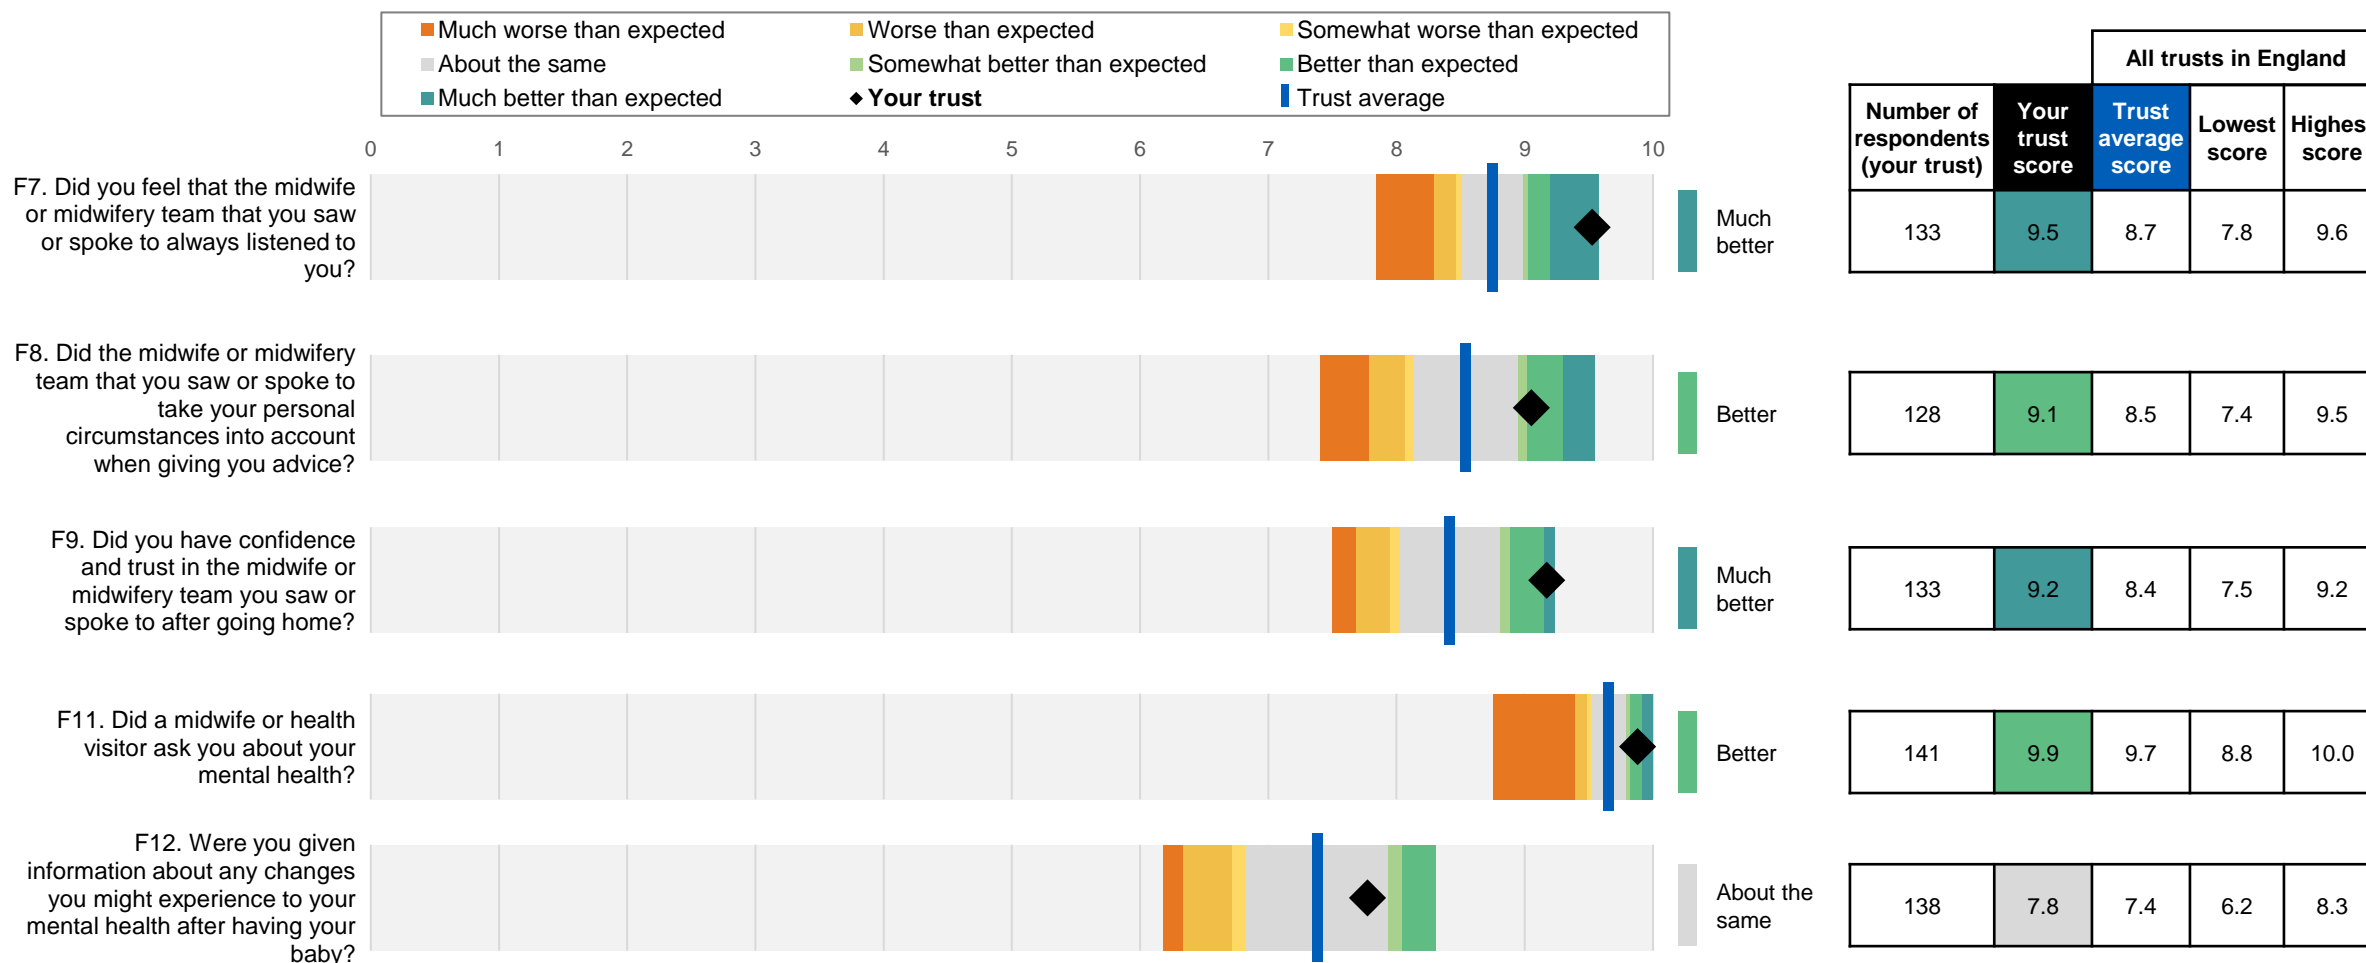 Much worse than expected
Worse than expected
Somewhat worse than expected
About the same
Somewhat better than expected
Better than expected
Much better than expected
Your trust
Trust average
All trusts in England
Number of
respondents
(your trust)
Your
trust
score
Trust
average
score
Lowest
score
Highes
score
0 1 2 3 4 5 6 7 8 9 10
F7. Did you feel that the midwife
or midwifery team that you saw
or spoke to always listened to
you?
Much
better
133 9.5 8.7 7.8 9.6
F8. Did the midwife or midwifery
team that you saw or spoke to
take your personal
circumstances into account
when giving you advice?
Better
128 9.1 8.5 7.4 9.5
F9. Did you have confidence
and trust in the midwife or
midwifery team you saw or
spoke to after going home?
Much
better
133 9.2 8.4 7.5 9.2
F11. Did a midwife or health
visitor ask you about your
mental health?
Better
141 9.9 9.7 8.8 10.0
F12. Were you given
information about any changes
you might experience to your
mental health after having your
baby?
About the
same
138 7.8 7.4 6.2 8.3